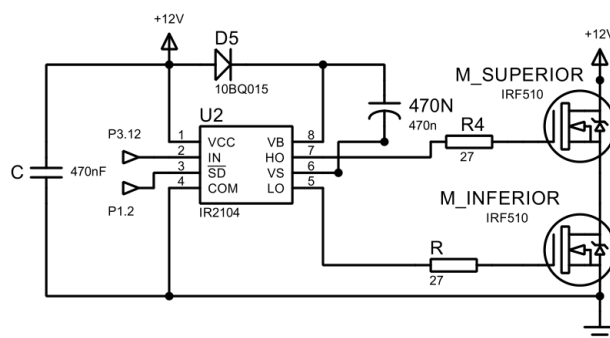 +12V
+12V
D5
10BQ015
M_SUPERIOR
IRF510
U2
470N
470n
R4
27
P3.12
1 VCC VB 8
2 IN HO 7
3 SD VS 6
4 COM LO 5
C 470nF
P1.2
IR2104
M_INFERIOR
IRF510
R
27